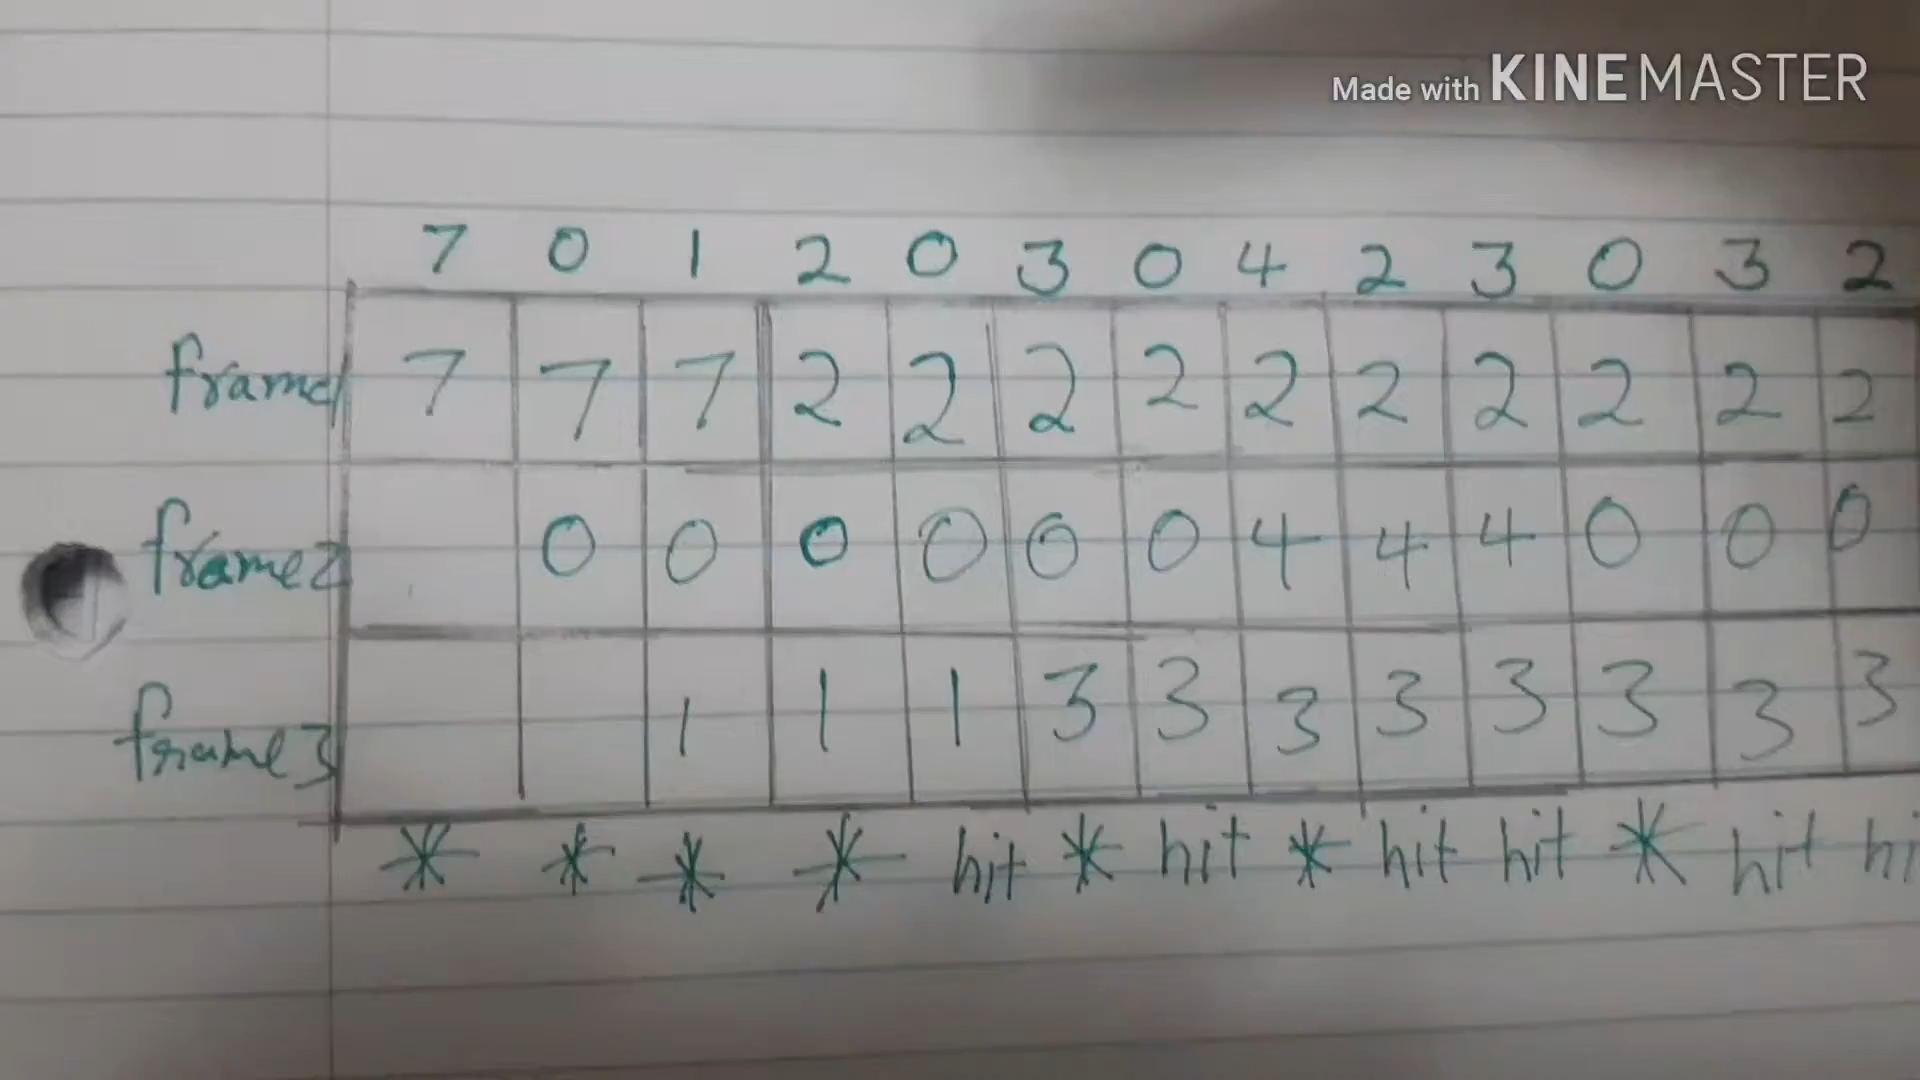 Made with KINEMASTER
7 0 1 2 0 3 0 4 2 3 0 3 2
frame1 7 7 7 2 2 2 2 2 2 2 2 2 2
frame2 0 0 0 0 0 0 4 4 4 0 0 0
frame3 1 1 1 3 3 3 3 3 3 3 3
* * * * hit * hit * hit hit * hit hi